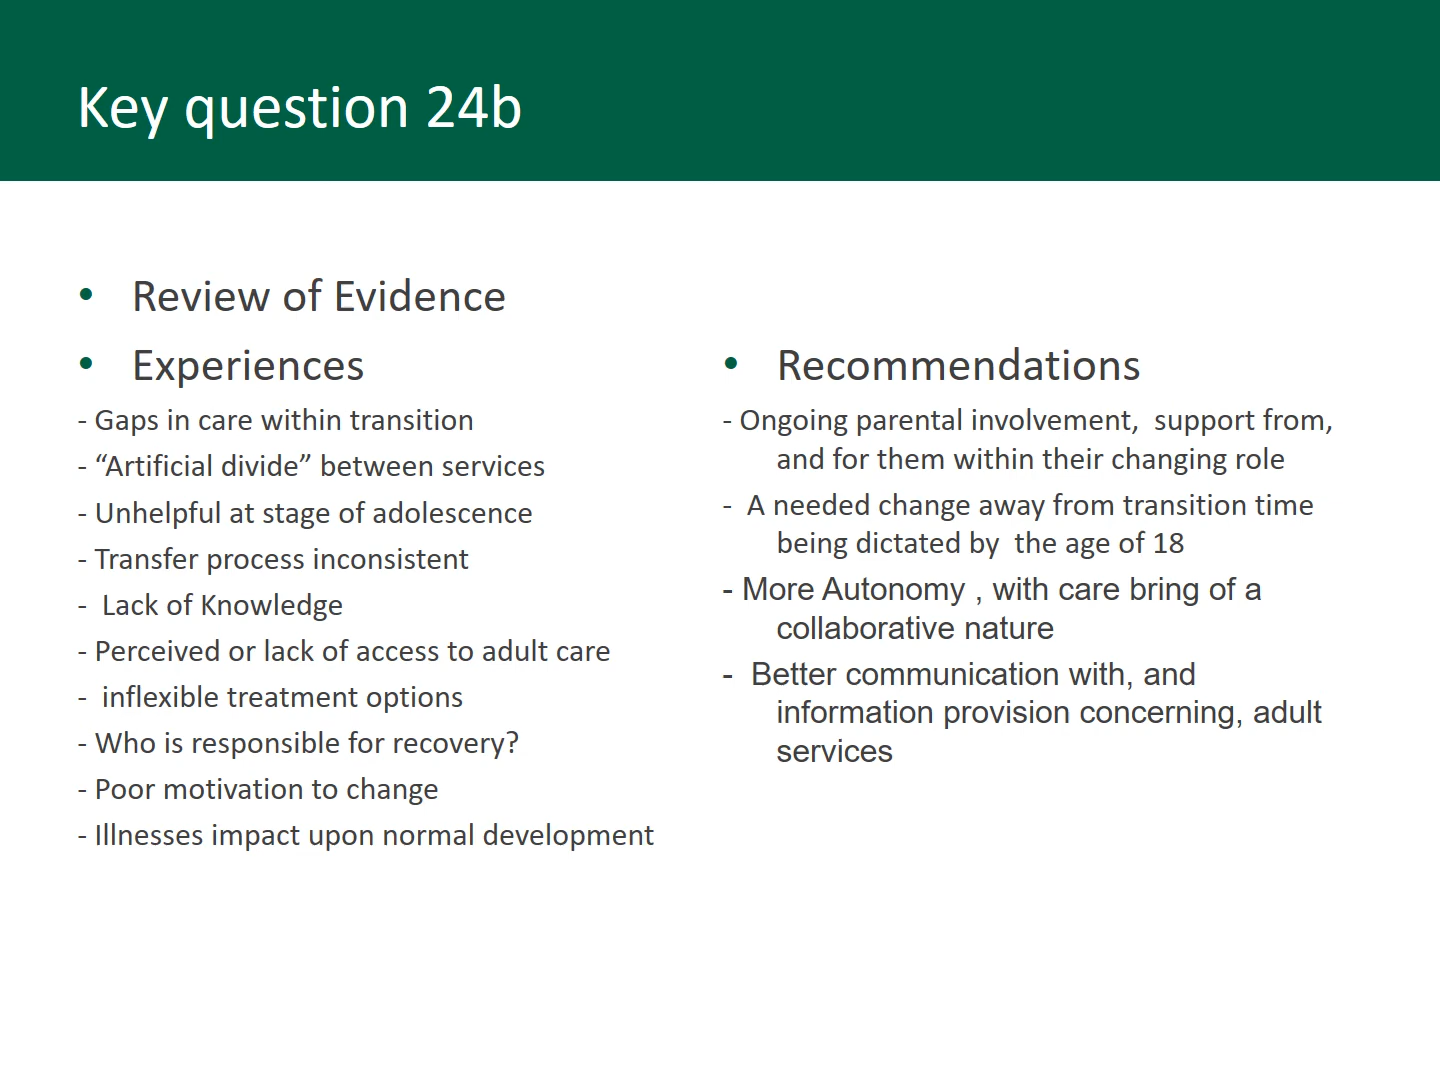 Key question 24b
• Review of Evidence
• Experiences
- Gaps in care within transition
- “Artificial divide” between services
- Unhelpful at stage of adolescence
- Transfer process inconsistent
- Lack of Knowledge
- Perceived or lack of access to adult care
- inflexible treatment options
- Who is responsible for recovery?
- Poor motivation to change
- Illnesses impact upon normal development
• Recommendations
- Ongoing parental involvement, support from,
and for them within their changing role
- A needed change away from transition time
being dictated by the age of 18
- More Autonomy , with care bring of a
collaborative nature
- Better communication with, and
information provision concerning, adult
services